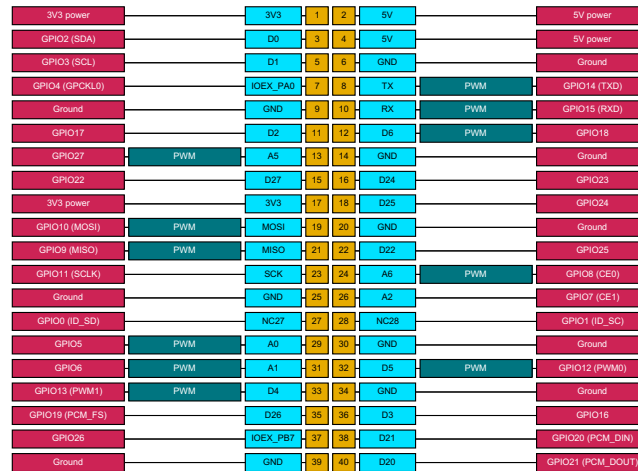 3V3 power 3V3 1 2 5V 5V power
GPIO2 (SDA) D0 3 4 5V 5V power
GPIO3 (SCL) D1 5 6 GND Ground
GPIO4 (GPCKL0) IOEX_PA0 7 8 TX PWM GPIO14 (TXD)
Ground GND 9 10 RX PWM GPIO15 (RXD)
GPIO17 D2 11 12 D6 PWM GPIO18
GPIO27 PWM A5 13 14 GND Ground
GPIO22 D27 15 16 D24 GPIO23
3V3 power 3V3 17 18 D25 GPIO24
GPIO10 (MOSI) PWM MOSI 19 20 GND Ground
GPIO9 (MISO) PWM MISO 21 22 D22 GPIO25
GPIO11 (SCLK) SCK 23 24 A6 PWM GPIO8 (CE0)
Ground GND 25 26 A2 GPIO7 (CE1)
GPIO0 (ID_SD) NC27 27 28 NC28 GPIO1 (ID_SC)
GPIO5 PWM A0 29 30 GND Ground
GPIO6 PWM A1 31 32 D5 PWM GPIO12 (PWM0)
GPIO13 (PWM1) PWM D4 33 34 GND Ground
GPIO19 (PCM_FS) D26 35 36 D3 GPIO16
GPIO26 IOEX_PB7 37 38 D21 GPIO20 (PCM_DIN)
Ground GND 39 40 D20 GPIO21 (PCM_DOUT)